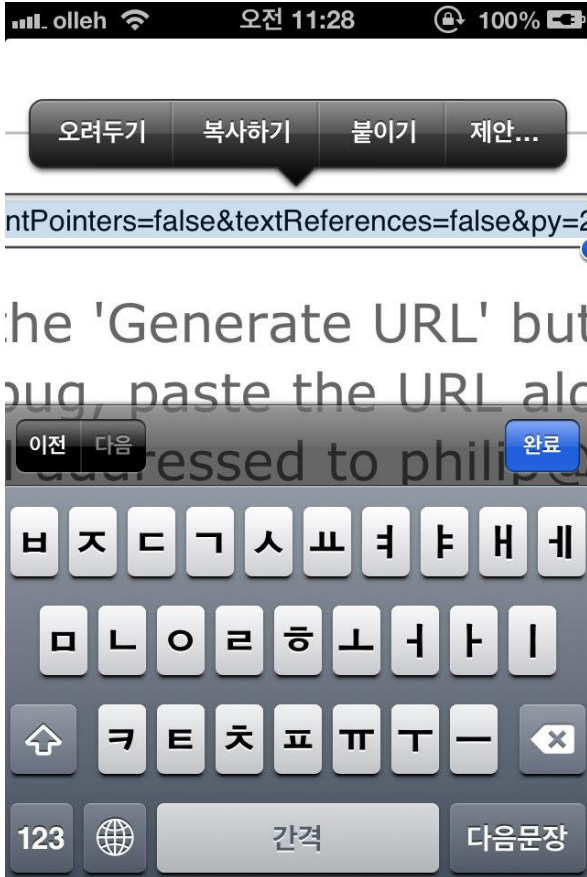 olleh 오전 11:28 100%
오려두기 복사하기 붙이기 제안...
ntPointers=false&textReferences=false&py=2
the 'Generate URL' but
bug, paste the URL alo
이전 다음 완료
addressed to philip@
ㅂ ㅈ ㄷ ㄱ ㅅ ㅛ ㅕ ㅑ ㅐ ㅔ
ㅁ ㄴ ㅇ ㄹ ㅎ ㅗ ㅓ ㅏ ㅣ
ㅋ ㅌ ㅊ ㅍ ㅠ ㅜ ㅡ
123 간격 다음문장